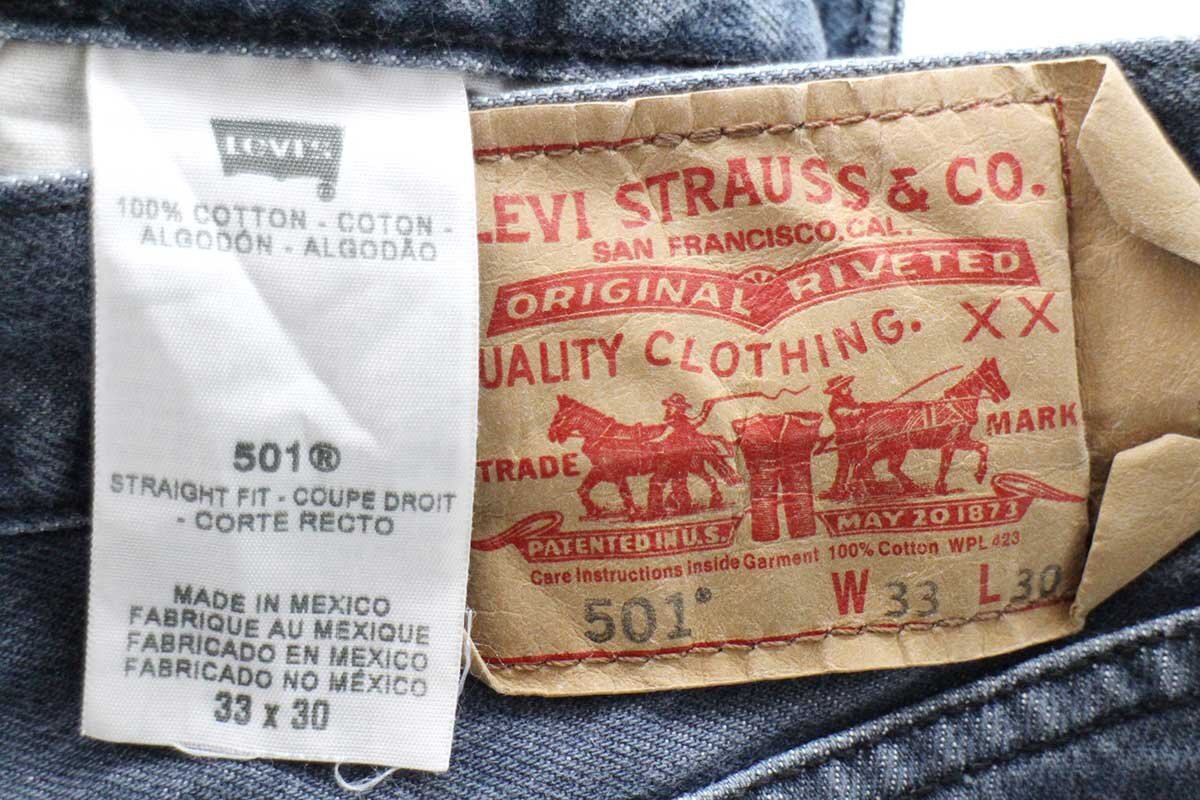 LEVI'S ®
100% COTTON - COTON -
ALGODÓN - ALGODÃO
501®
STRAIGHT FIT - COUPE DROIT
- CORTE RECTO
MADE IN MEXICO
FABRIQUE AU MEXIQUE
FABRICADO EN MEXICO
FABRICADO NO MÉXICO
33 x 30
LEVI STRAUSS & CO.
SAN FRANCISCO, CAL.
ORIGINAL RIVETED
QUALITY CLOTHING. XX
TRADE MARK
PATENTED IN U.S. MAY 20 1873
Care Instructions Inside Garment 100% Cotton WPL 423
501® W 33 L 30